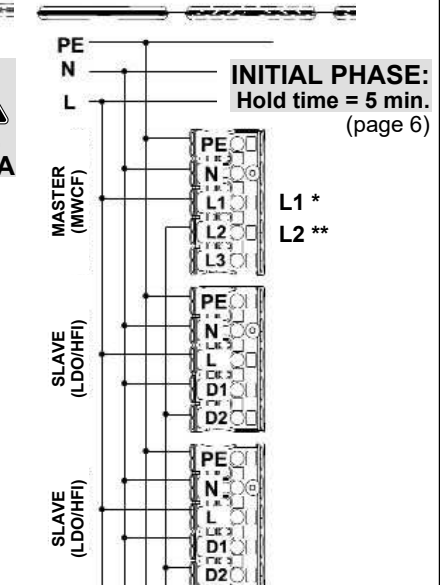 PE
N
L
INITIAL PHASE:
Hold time = 5 min.
(page 6)
A
MASTER
(MWCF)
PE
N
L1
L2
L3
L1 *
L2 **
SLAVE
(LDO/HFI)
PE
N
L
D1
D2
SLAVE
(LDO/HFI)
PE
N
L
D1
D2